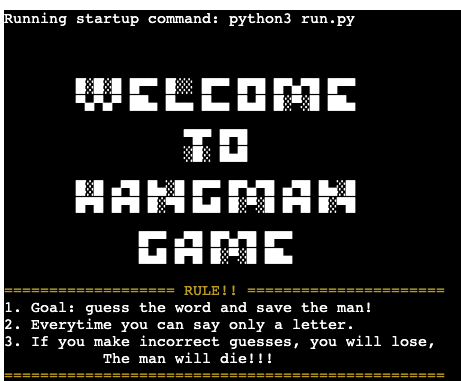 Running startup command: python3 run.py
WELCOME
TO
HANGMAN
GAME
=================== RULE!! ======================
1. Goal: guess the word and save the man!
2. Everytime you can say only a letter.
3. If you make incorrect guesses, you will lose,
The man will die!!!
=================================================